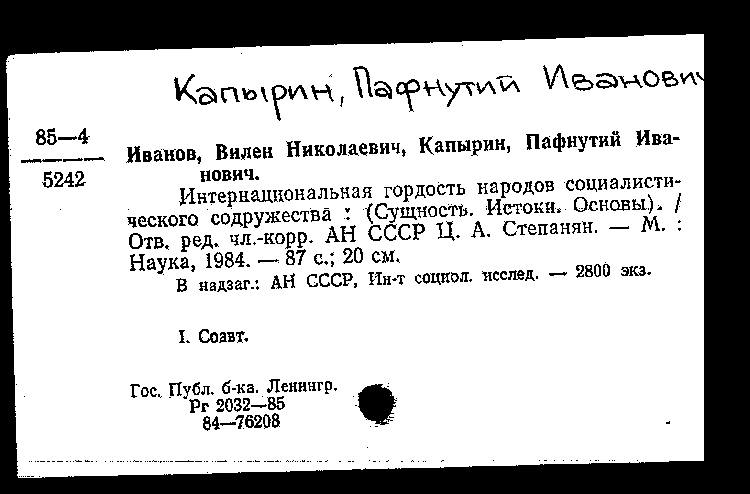 Капырин, Пафнутий Иванович
85—4
5242
Иванов, Вилен Николаевич, Капырин, Пафнутий Ива-
нович.
Интернациональная гордость народов социалисти-
ческого содружества : (Сущность. Истоки. Основы). /
Отв. ред. чл.-корр. АН СССР Ц. А. Степанян. — М. :
Наука, 1984. — 87 с.; 20 см.
В надзаг.: АН СССР, Ин-т социол. исслед. — 2800 экз.
I. Соавт.
Гос. Публ. б-ка. Ленингр.
Рг 2032—85
84—76208